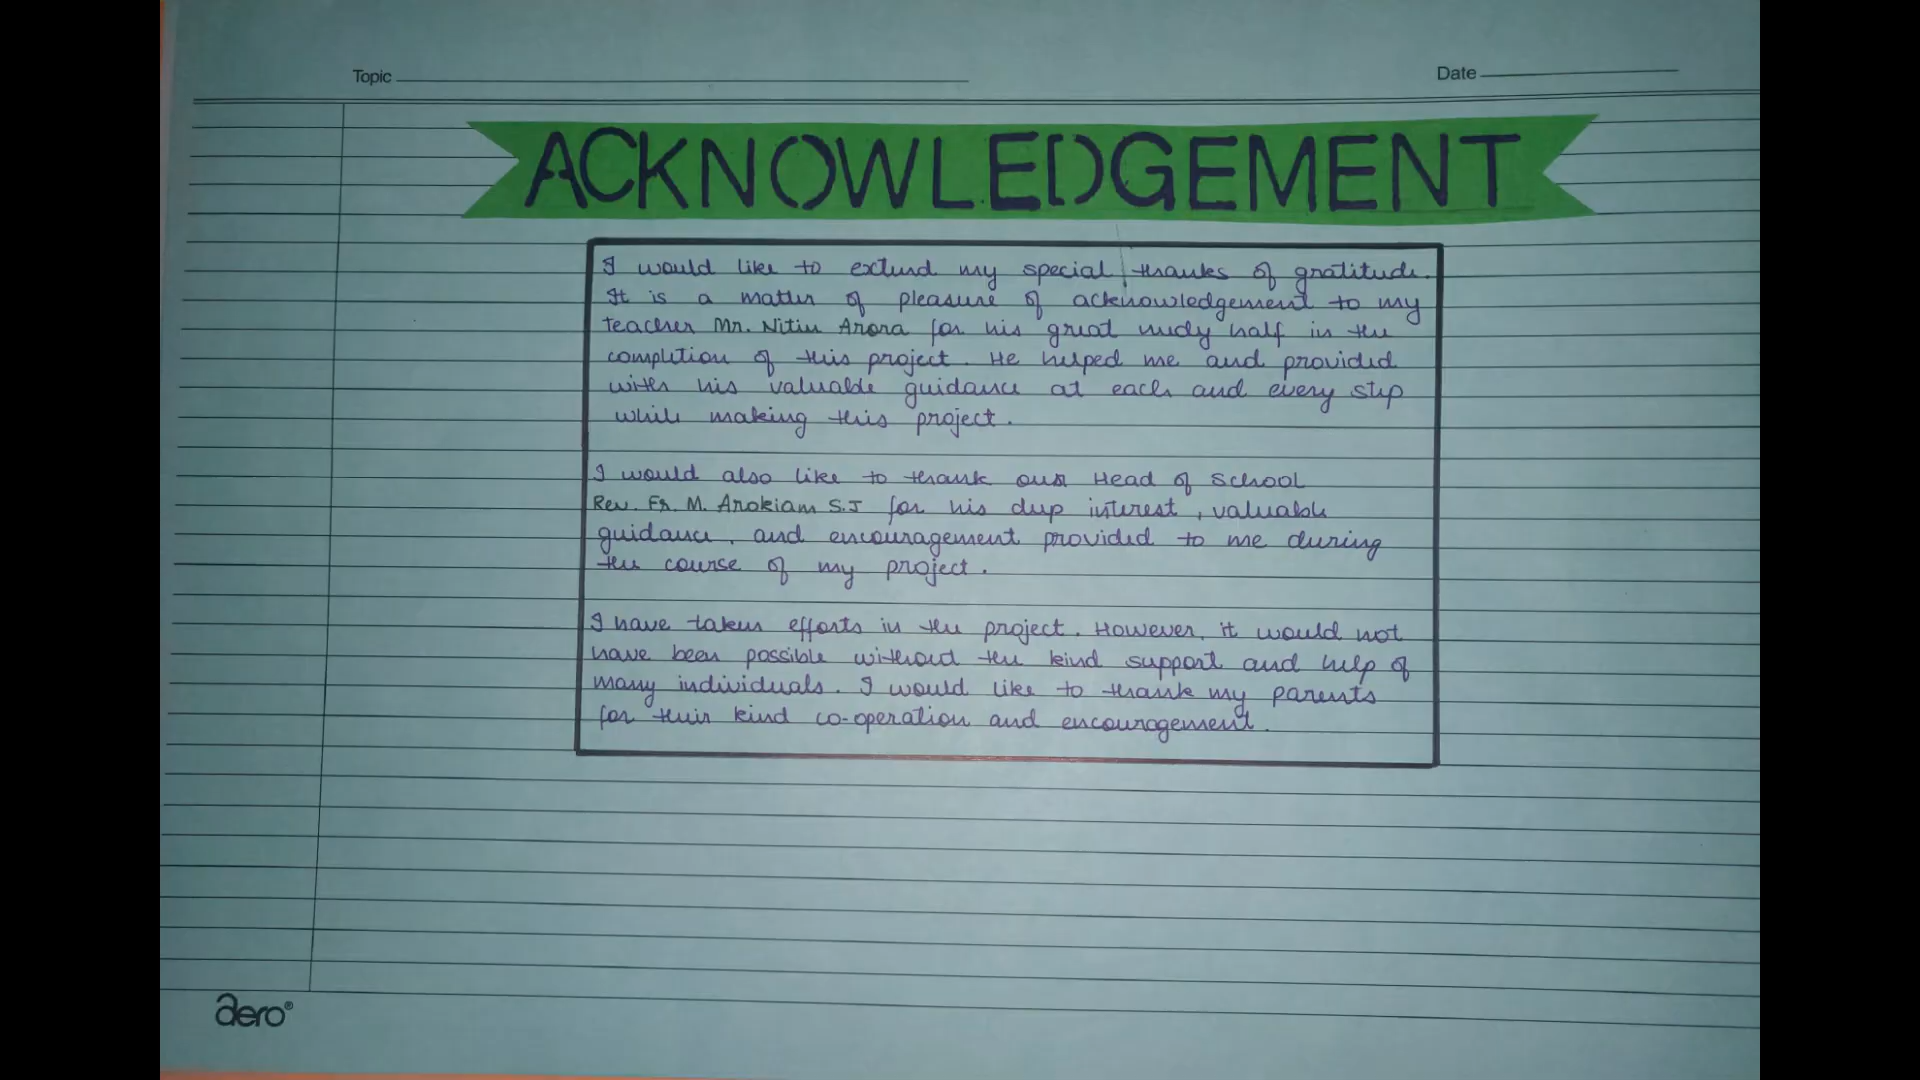 Topic
Date
ACKNOWLEDGEMENT
I would like to extend my special thanks of gratitude.
It is a matter of pleasure of acknowledgement to my
teacher Mr. Nitin Arora for his great nudy half in the
completion of this project. He helped me and provided
with his valuable guidance at each and every step
while making this project.
I would also like to thank our Head of School
Rev. Fr. M. Arokiam S.J for his deep interest, valuable
guidance, and encouragement provided to me during
the course of my project.
I have taken efforts in the project. However, it would not
have been possible without the kind support and help of
many individuals. I would like to thank my parents
for their kind co-operation and encouragement.
aero®